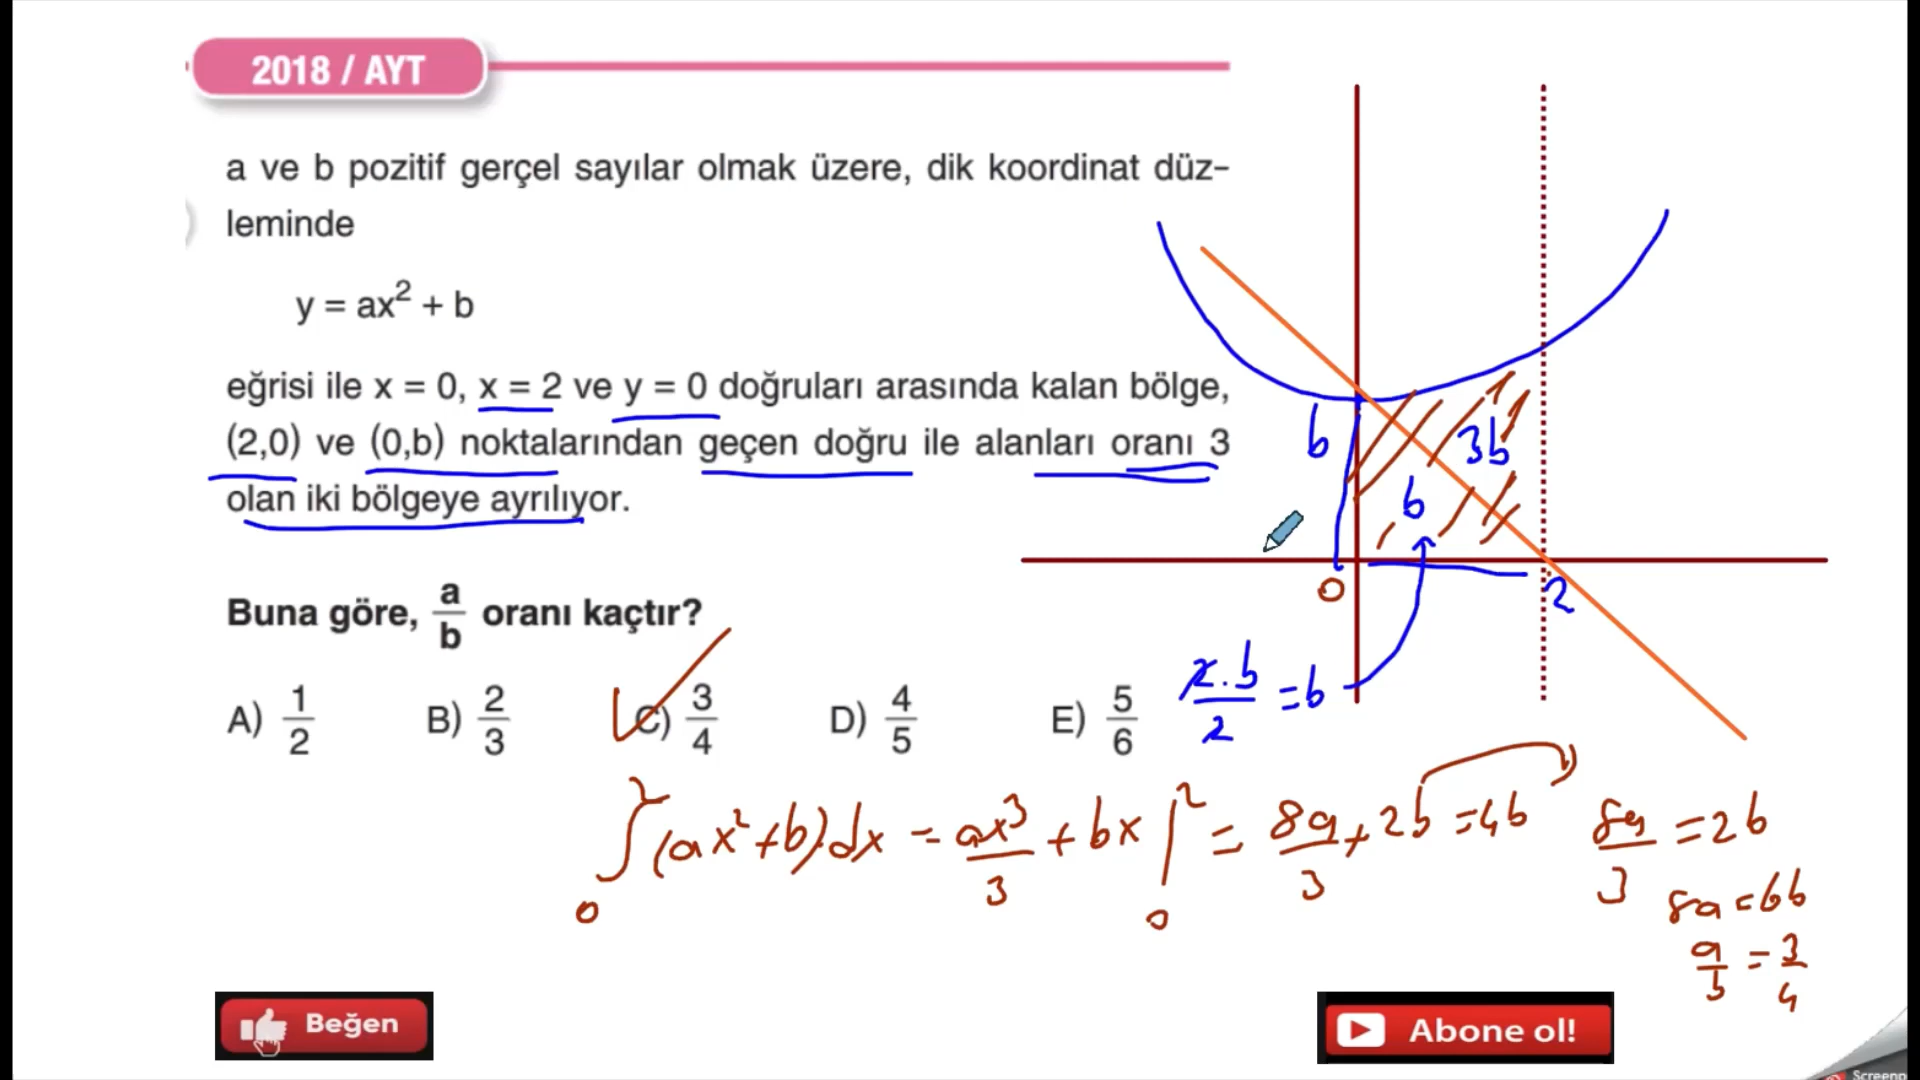 2018 / AYT
a ve b pozitif gerçel sayılar olmak üzere, dik koordinat düz-
leminde
y = ax² + b
eğrisi ile x = 0, x = 2 ve y = 0 doğruları arasında kalan bölge,
(2,0) ve (0,b) noktalarından geçen doğru ile alanları oranı 3
olan iki bölgeye ayrılıyor.
Buna göre, a/b oranı kaçtır?
A) 1/2 B) 2/3 C) 3/4 D) 4/5 E) 5/6
b
3b
b
0
2
2.b/2 = b
∫₀² (ax²+b).dx = ax³/3 + bx |₀² = 8a/3 + 2b = 4b
8a/3 = 2b
8a = 6b
a/b = 3/4
Beğen
Abone ol!